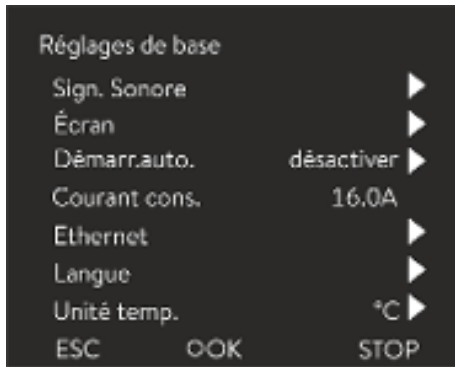 Réglages de base
Sign. Sonore
Écran
Démarr.auto. désactiver
Courant cons. 16.0A
Ethernet
Langue
Unité temp. °C
ESC OOK STOP